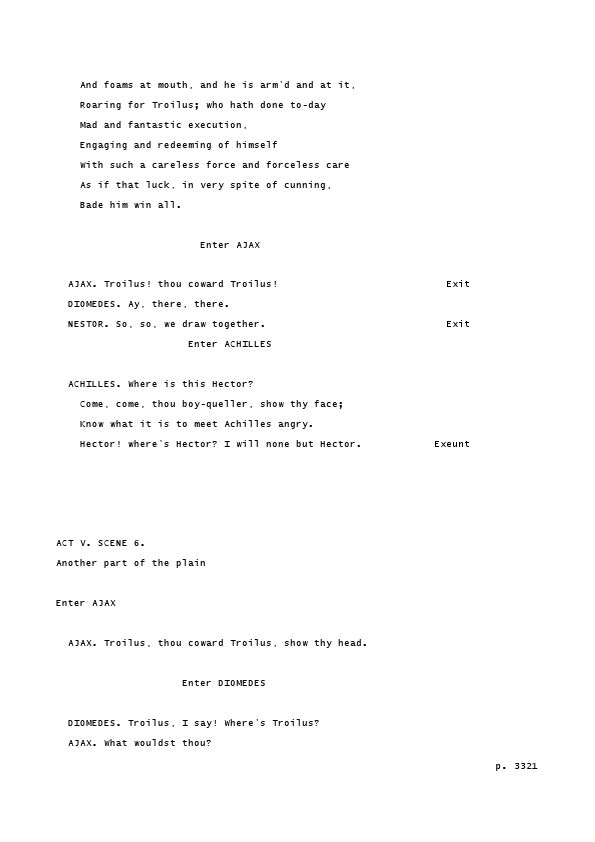 And foams at mouth, and he is arm'd and at it,
Roaring for Troilus; who hath done to-day
Mad and fantastic execution,
Engaging and redeeming of himself
With such a careless force and forceless care
As if that luck, in very spite of cunning,
Bade him win all.
Enter AJAX
AJAX. Troilus! thou coward Troilus! Exit
DIOMEDES. Ay, there, there.
NESTOR. So, so, we draw together. Exit
Enter ACHILLES
ACHILLES. Where is this Hector?
Come, come, thou boy-queller, show thy face;
Know what it is to meet Achilles angry.
Hector! where's Hector? I will none but Hector. Exeunt
ACT V. SCENE 6.
Another part of the plain
Enter AJAX
AJAX. Troilus, thou coward Troilus, show thy head.
Enter DIOMEDES
DIOMEDES. Troilus, I say! Where's Troilus?
AJAX. What wouldst thou?
p. 3321